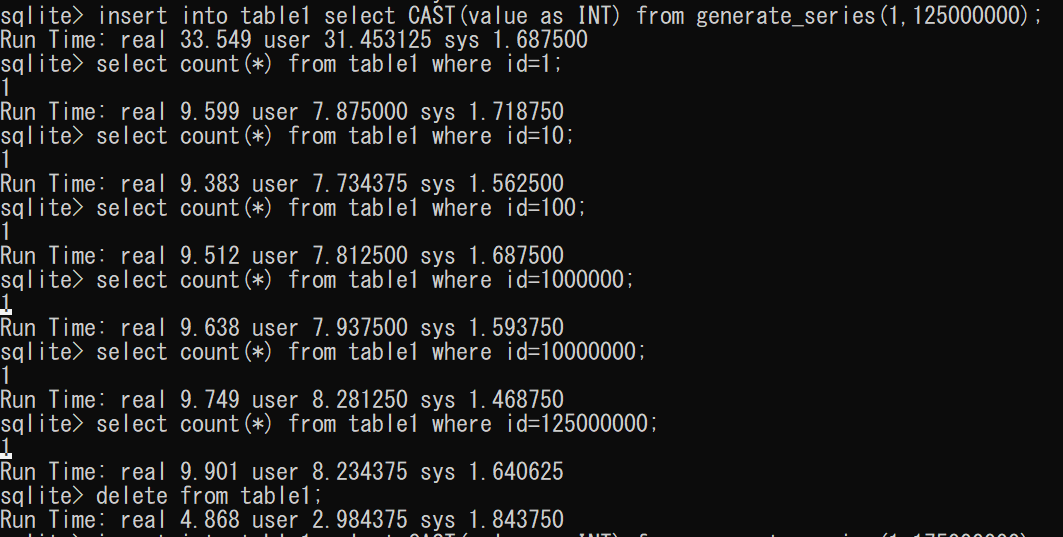 sqlite> insert into table1 select CAST(value as INT) from generate_series(1,125000000);
Run Time: real 33.549 user 31.453125 sys 1.687500
sqlite> select count(*) from table1 where id=1;
1
Run Time: real 9.599 user 7.875000 sys 1.718750
sqlite> select count(*) from table1 where id=10;
1
Run Time: real 9.383 user 7.734375 sys 1.562500
sqlite> select count(*) from table1 where id=100;
1
Run Time: real 9.512 user 7.812500 sys 1.687500
sqlite> select count(*) from table1 where id=1000000;
1
Run Time: real 9.638 user 7.937500 sys 1.593750
sqlite> select count(*) from table1 where id=10000000;
1
Run Time: real 9.749 user 8.281250 sys 1.468750
sqlite> select count(*) from table1 where id=125000000;
1
Run Time: real 9.901 user 8.234375 sys 1.640625
sqlite> delete from table1;
Run Time: real 4.868 user 2.984375 sys 1.843750